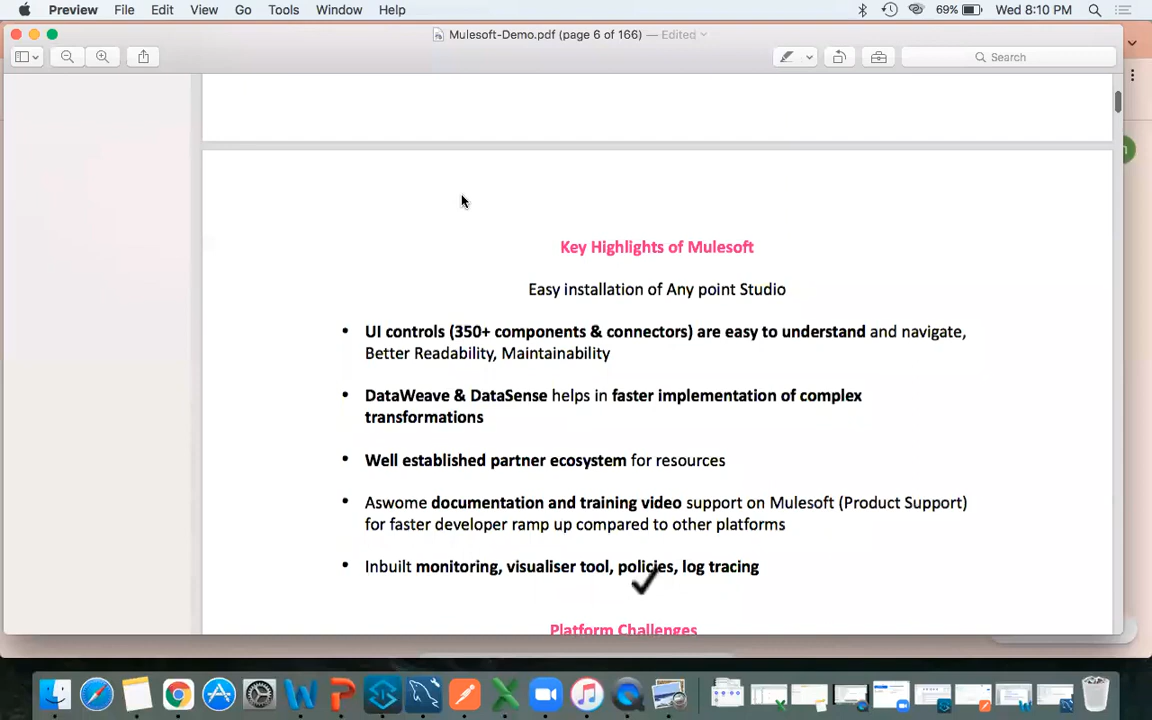 Preview File Edit View Go Tools Window Help 69% Wed 8:10 PM
Mulesoft-Demo.pdf (page 6 of 166) — Edited
Search
Key Highlights of Mulesoft
Easy installation of Any point Studio
• UI controls (350+ components & connectors) are easy to understand and navigate,
Better Readability, Maintainability
• DataWeave & DataSense helps in faster implementation of complex
transformations
• Well established partner ecosystem for resources
• Aswome documentation and training video support on Mulesoft (Product Support)
for faster developer ramp up compared to other platforms
• Inbuilt monitoring, visualiser tool, policies, log tracing
Platform Challenges